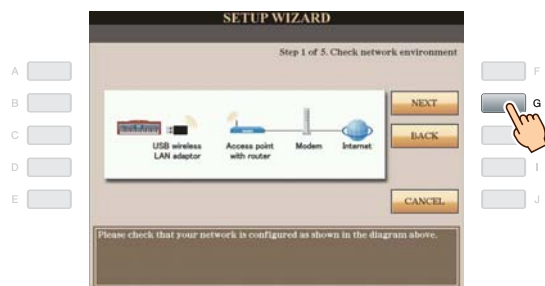 SETUP WIZARD
Step 1 of 5. Check network environment
A
B
C
D
E
F
G
I
J
NEXT
BACK
CANCEL
USB wireless
LAN adaptor
Access point
with router
Modem
Internet
Please check that your network is configured as shown in the diagram above.